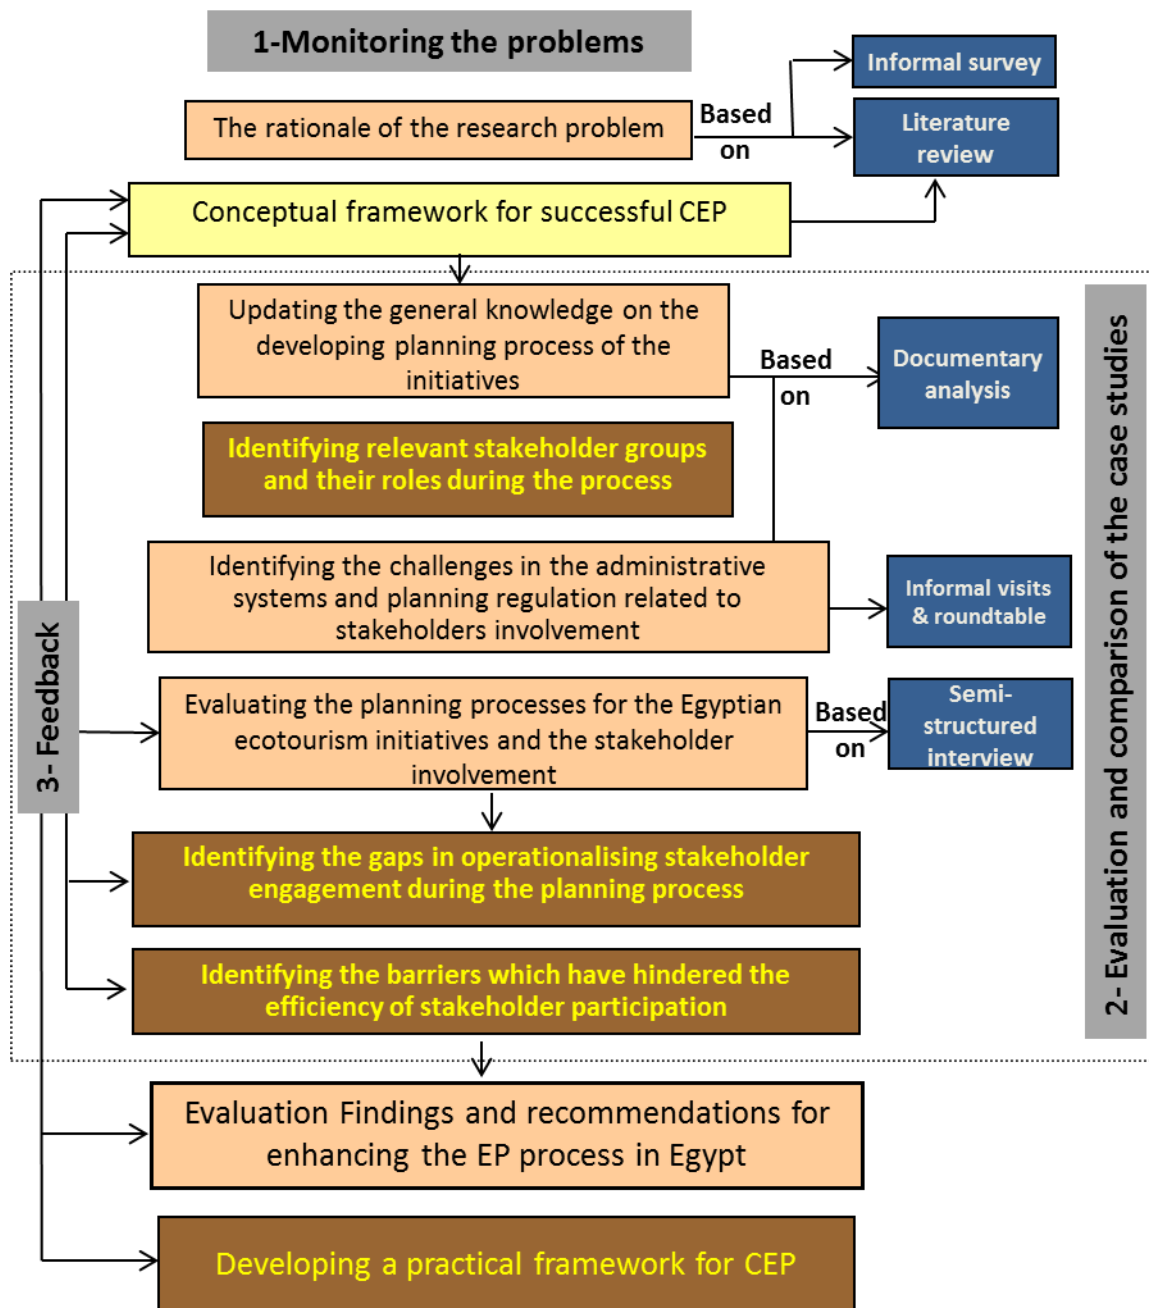 1-Monitoring the problems
Informal survey
The rationale of the research problem
Based
on
Literature
review
Conceptual framework for successful CEP
Updating the general knowledge on the
developing planning process of the
initiatives
Based
on
Documentary
analysis
Identifying relevant stakeholder groups
and their roles during the process
Identifying the challenges in the administrative
systems and planning regulation related to
stakeholders involvement
Informal visits
& roundtable
Evaluating the planning processes for the Egyptian
ecotourism initiatives and the stakeholder
involvement
Based
on
Semi-
structured
interview
Identifying the gaps in operationalising stakeholder
engagement during the planning process
Identifying the barriers which have hindered the
efficiency of stakeholder participation
2- Evaluation and comparison of the case studies
3- Feedback
Evaluation Findings and recommendations for
enhancing the EP process in Egypt
Developing a practical framework for CEP